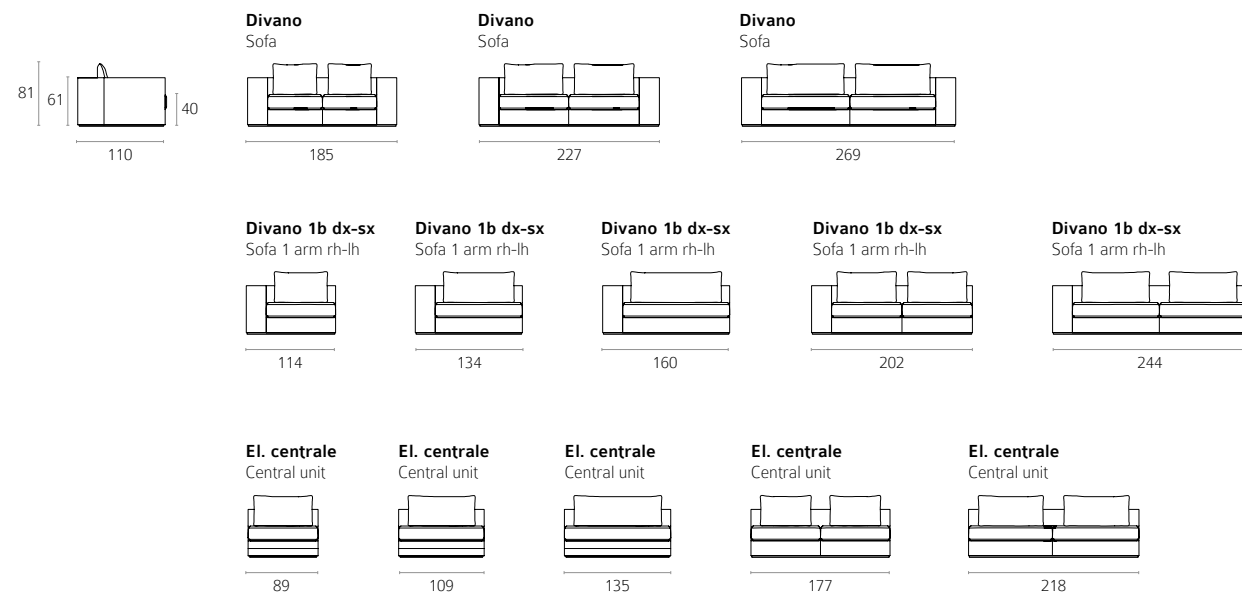 Divano
Sofa
Divano
Sofa
Divano
Sofa
81
61
40
110
185
227
269
Divano 1b dx-sx
Sofa 1 arm rh-lh
Divano 1b dx-sx
Sofa 1 arm rh-lh
Divano 1b dx-sx
Sofa 1 arm rh-lh
Divano 1b dx-sx
Sofa 1 arm rh-lh
Divano 1b dx-sx
Sofa 1 arm rh-lh
114
134
160
202
244
El. centrale
Central unit
El. centrale
Central unit
El. centrale
Central unit
El. centrale
Central unit
El. centrale
Central unit
89
109
135
177
218